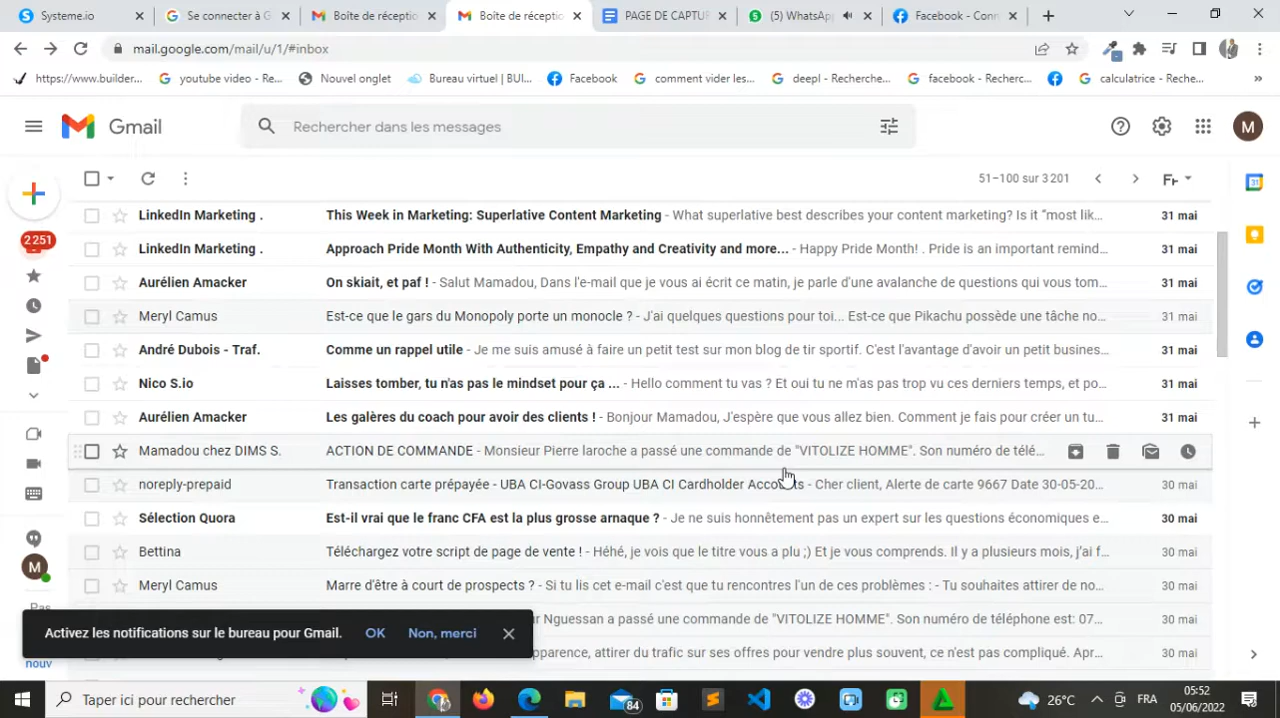 Systeme.io
Se connecter à G
Boîte de réceptio
Boîte de réceptio
PAGE DE CAPTU
(5) WhatsApp
Facebook - Conn
mail.google.com/mail/u/1/#inbox
https://www.builder...
youtube video - Re...
Nouvel onglet
Bureau virtuel | BUI...
Facebook
comment vider les...
deepl - Recherche...
facebook - Recherc...
calculatrice - Reche...
Gmail
Rechercher dans les messages
M
51–100 sur 3 201
Fr
2 251
LinkedIn Marketing . This Week in Marketing: Superlative Content Marketing - What superlative best describes your content marketing? Is it “most lik... 31 mai
LinkedIn Marketing . Approach Pride Month With Authenticity, Empathy and Creativity and more... - Happy Pride Month! . Pride is an important remind... 31 mai
Aurélien Amacker On skiait, et paf ! - Salut Mamadou, Dans l'e-mail que je vous ai écrit ce matin, je parle d'une avalanche de questions qui vous tom... 31 mai
Meryl Camus Est-ce que le gars du Monopoly porte un monocle ? - J'ai quelques questions pour toi... Est-ce que Pikachu possède une tâche no... 31 mai
André Dubois - Traf. Comme un rappel utile - Je me suis amusé à faire un petit test sur mon blog de tir sportif. C'est l'avantage d'avoir un petit busines... 31 mai
Nico S.io Laisses tomber, tu n'as pas le mindset pour ça ... - Hello comment tu vas ? Et oui tu ne m'as pas trop vu ces derniers temps, et po... 31 mai
Aurélien Amacker Les galères du coach pour avoir des clients ! - Bonjour Mamadou, J'espère que vous allez bien. Comment je fais pour créer un tu... 31 mai
Mamadou chez DIMS S. ACTION DE COMMANDE - Monsieur Pierre laroche a passé une commande de "VITOLIZE HOMME". Son numéro de télé...
noreply-prepaid Transaction carte prépayée - UBA CI-Govass Group UBA CI Cardholder Accounts - Cher client, Alerte de carte 9667 Date 30-05-20... 30 mai
Sélection Quora Est-il vrai que le franc CFA est la plus grosse arnaque ? - Je ne suis honnêtement pas un expert sur les questions économiques e... 30 mai
Bettina Téléchargez votre script de page de vente ! - Héhé, je vois que le titre vous a plu ;) Et je vous comprends. Il y a plusieurs mois, j'ai f... 30 mai
M
Meryl Camus Marre d'être à court de prospects ? - Si tu lis cet e-mail c'est que tu rencontres l'un de ces problèmes : - Tu souhaites attirer de no... 30 mai
Pas
Nguessan a passé une commande de "VITOLIZE HOMME". Son numéro de téléphone est: 07... 30 mai
Activez les notifications sur le bureau pour Gmail. OK Non, merci
apparence, attirer du trafic sur ses offres pour vendre plus souvent, ce n'est pas compliqué. Apr... 30 mai
nouv
Taper ici pour rechercher
84
26°C
FRA
05:52
05/06/2022